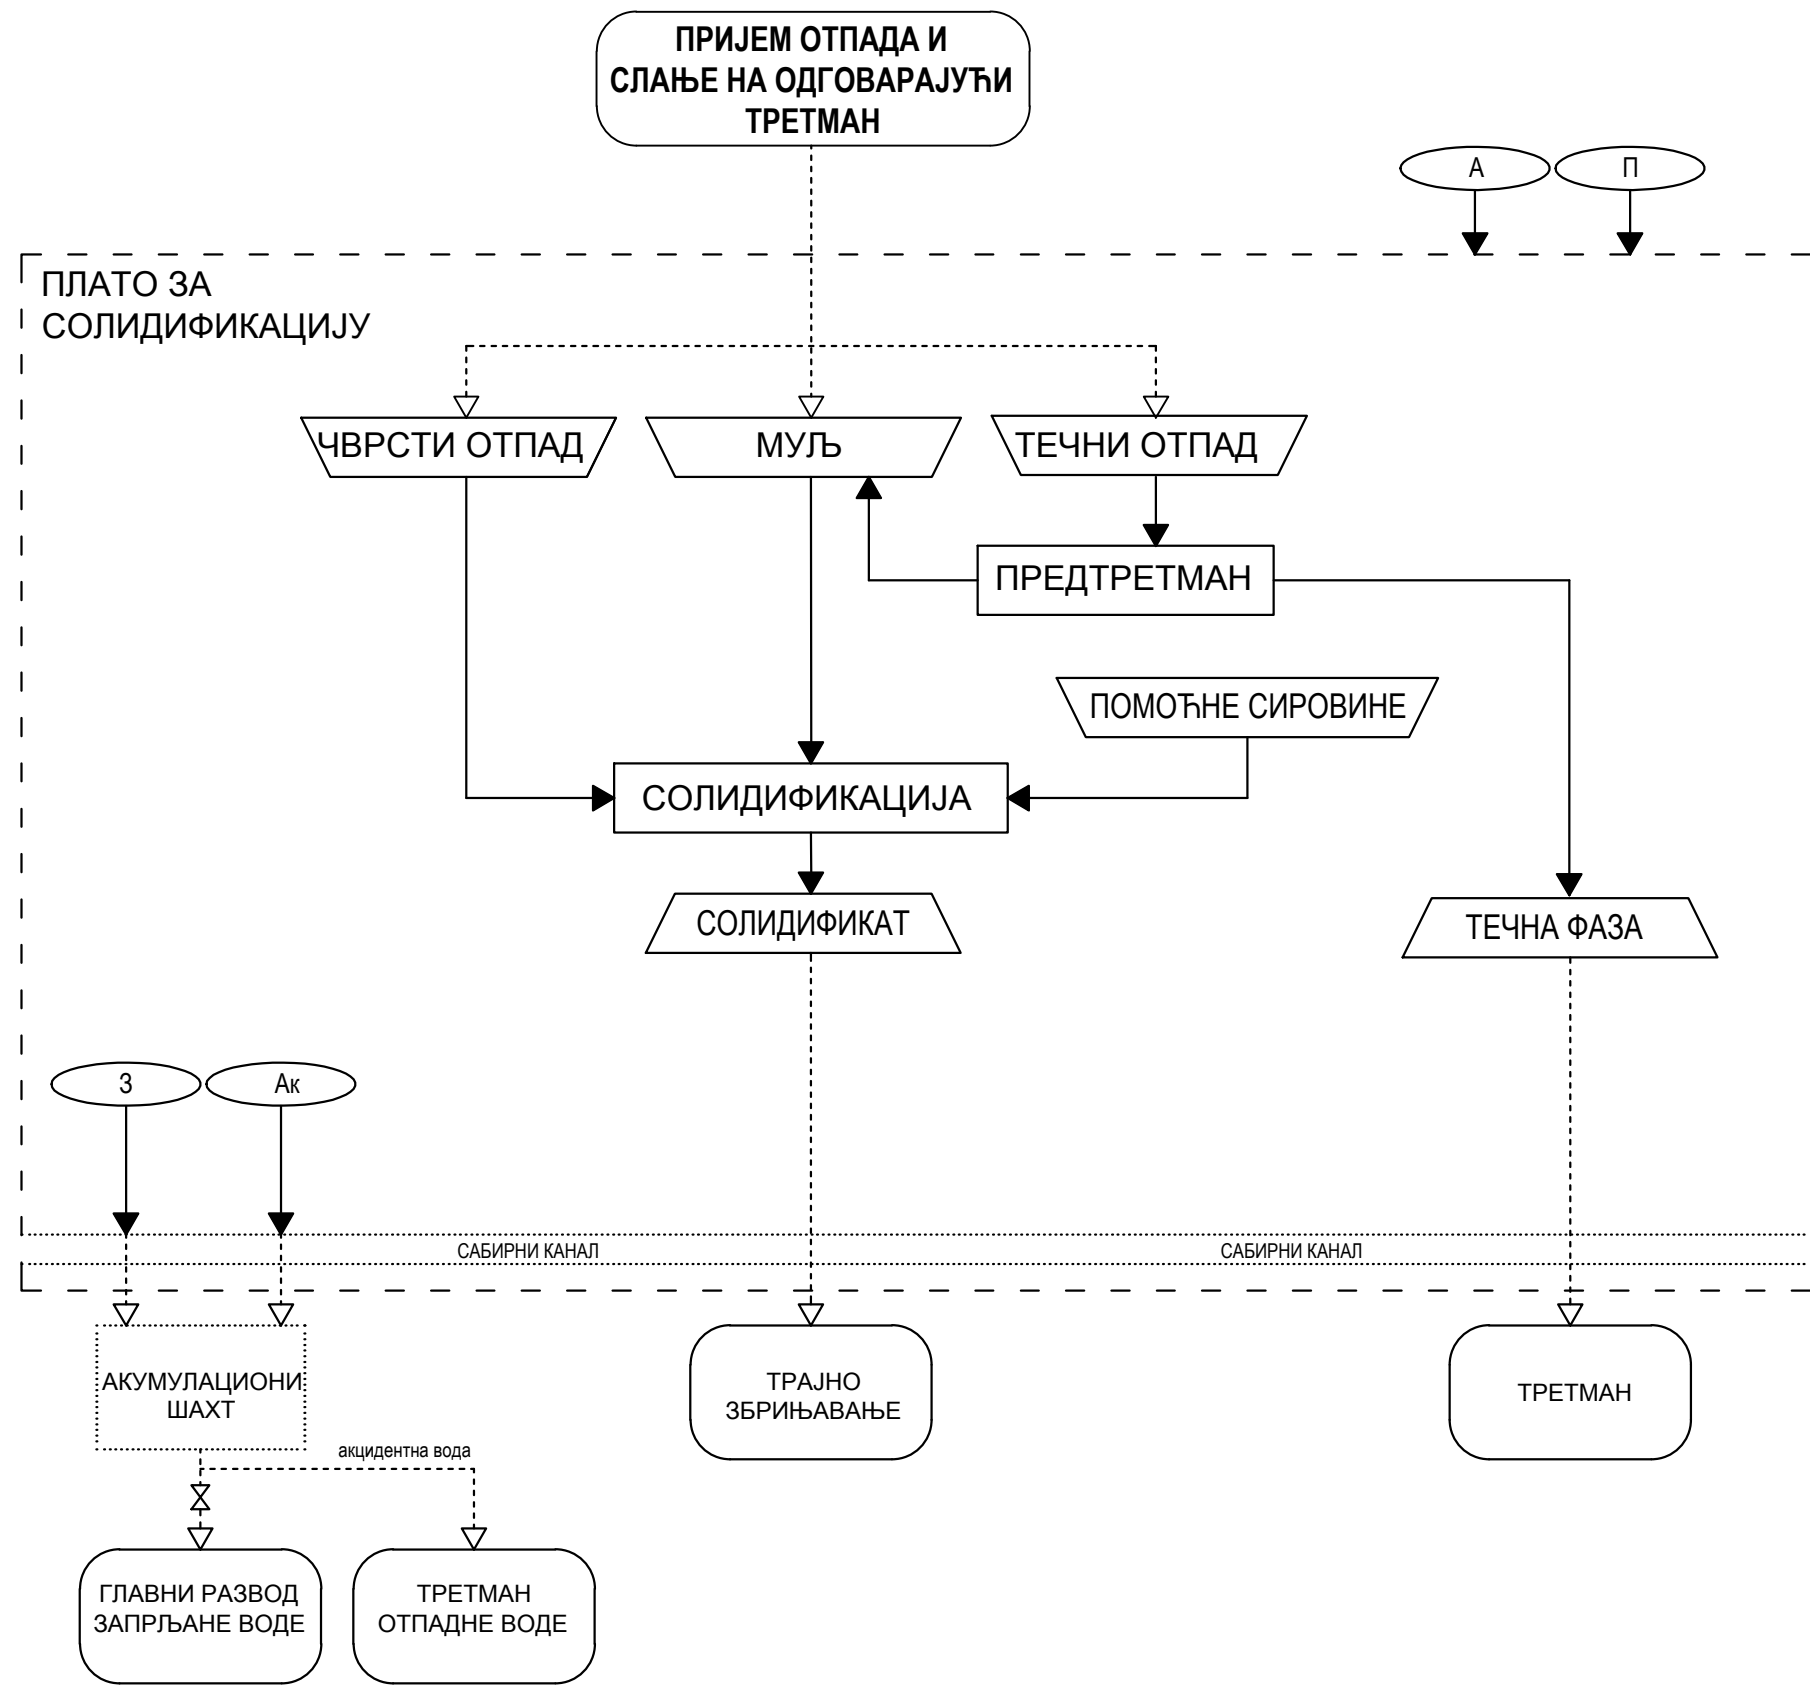 ПРИЈЕМ ОТПАДА И
СЛАЊЕ НА ОДГОВАРАЈУЋИ
ТРЕТМАН
А
П
ПЛАТО ЗА
СОЛИДИФИКАЦИЈУ
ЧВРСТИ ОТПАД
МУЉ
ТЕЧНИ ОТПАД
ПРЕДТРЕТМАН
ПОМОЋНЕ СИРОВИНЕ
СОЛИДИФИКАЦИЈА
СОЛИДИФИКАТ
ТЕЧНА ФАЗА
З
Ак
САБИРНИ КАНАЛ
САБИРНИ КАНАЛ
АКУМУЛАЦИОНИ
ШАХТ
ТРАЈНО
ЗБРИЊАВАЊЕ
ТРЕТМАН
акцидентна вода
ГЛАВНИ РАЗВОД
ЗАПРЉАНЕ ВОДЕ
ТРЕТМАН
ОТПАДНЕ ВОДЕ